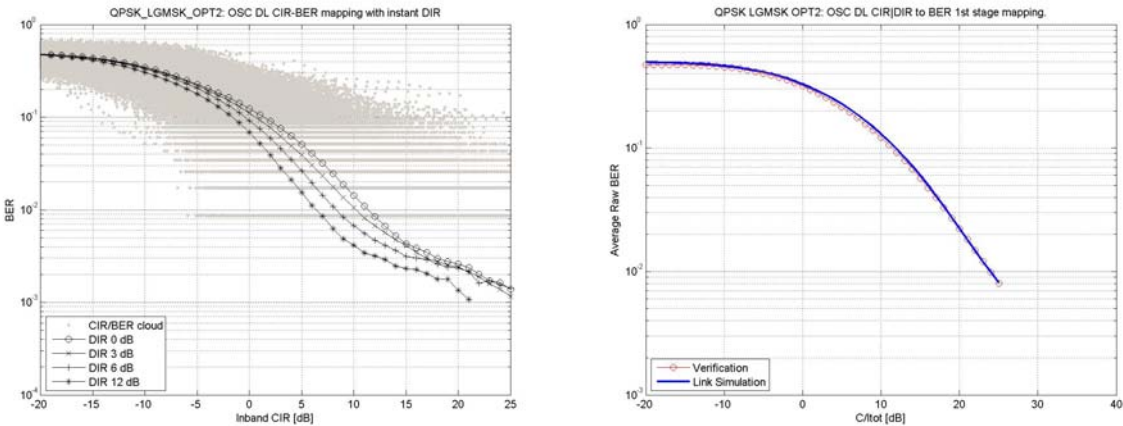 QPSK_LGMSK_OPT2: OSC DL CIR-BER mapping with instant DIR
10^0
10^-1
10^-2
10^-3
10^-4
BER
-20 -15 -10 -5 0 5 10 15 20 25
Inband CIR [dB]
CIR/BER cloud
DIR 0 dB
DIR 3 dB
DIR 6 dB
DIR 12 dB
QPSK LGMSK OPT2: OSC DL CIR|DIR to BER 1st stage mapping.
10^0
10^-1
10^-2
10^-3
Average Raw BER
-20 -10 0 10 20 30 40
C/Itot [dB]
Verification
Link Simulation